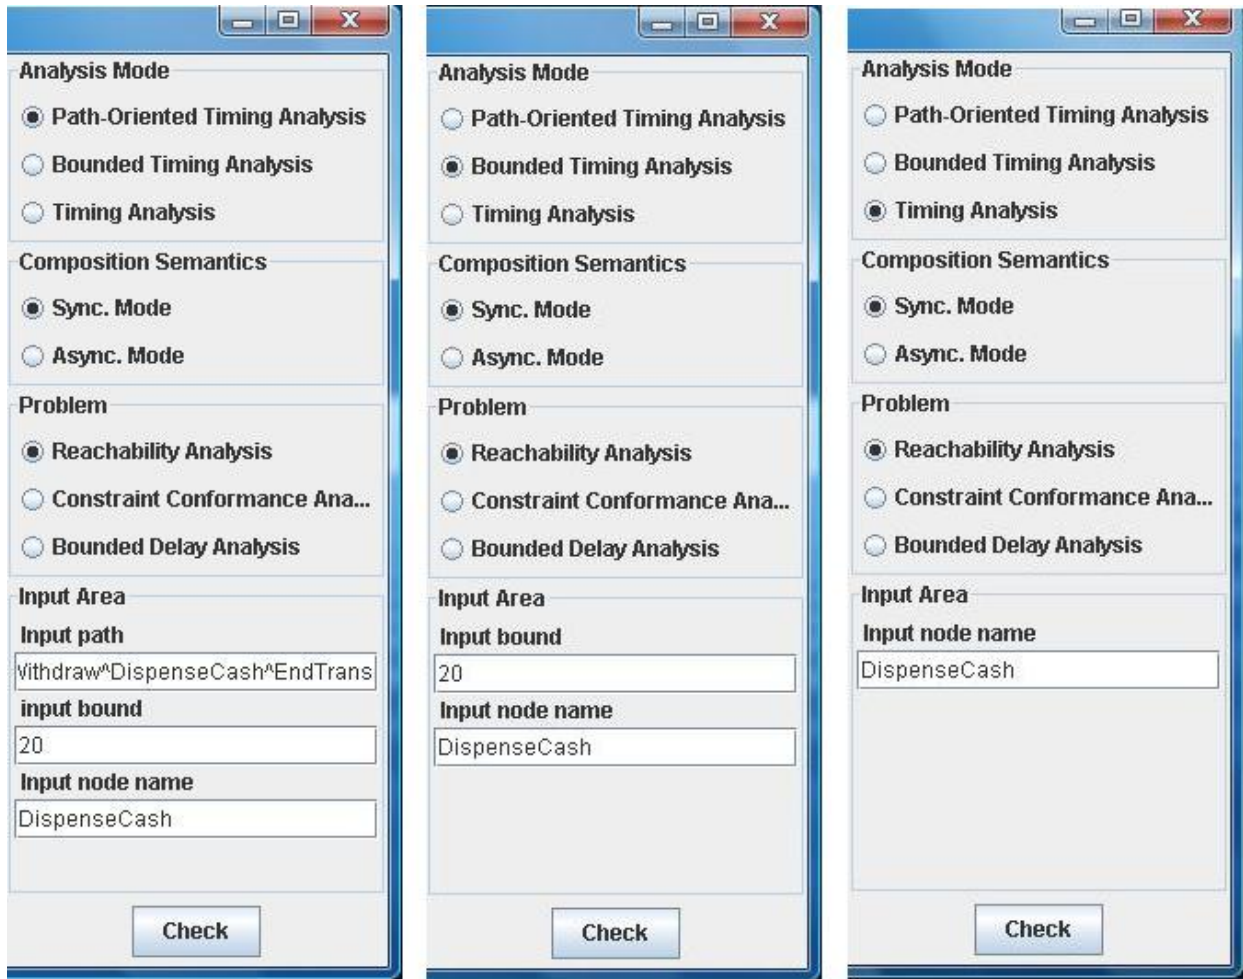 Analysis Mode
Path-Oriented Timing Analysis
Bounded Timing Analysis
Timing Analysis
Composition Semantics
Sync. Mode
Async. Mode
Problem
Reachability Analysis
Constraint Conformance Ana...
Bounded Delay Analysis
Input Area
Input path
Withdraw^DispenseCash^EndTrans
input bound
20
Input node name
DispenseCash
Check
Analysis Mode
Path-Oriented Timing Analysis
Bounded Timing Analysis
Timing Analysis
Composition Semantics
Sync. Mode
Async. Mode
Problem
Reachability Analysis
Constraint Conformance Ana...
Bounded Delay Analysis
Input Area
Input bound
20
Input node name
DispenseCash
Check
Analysis Mode
Path-Oriented Timing Analysis
Bounded Timing Analysis
Timing Analysis
Composition Semantics
Sync. Mode
Async. Mode
Problem
Reachability Analysis
Constraint Conformance Ana...
Bounded Delay Analysis
Input Area
Input node name
DispenseCash
Check